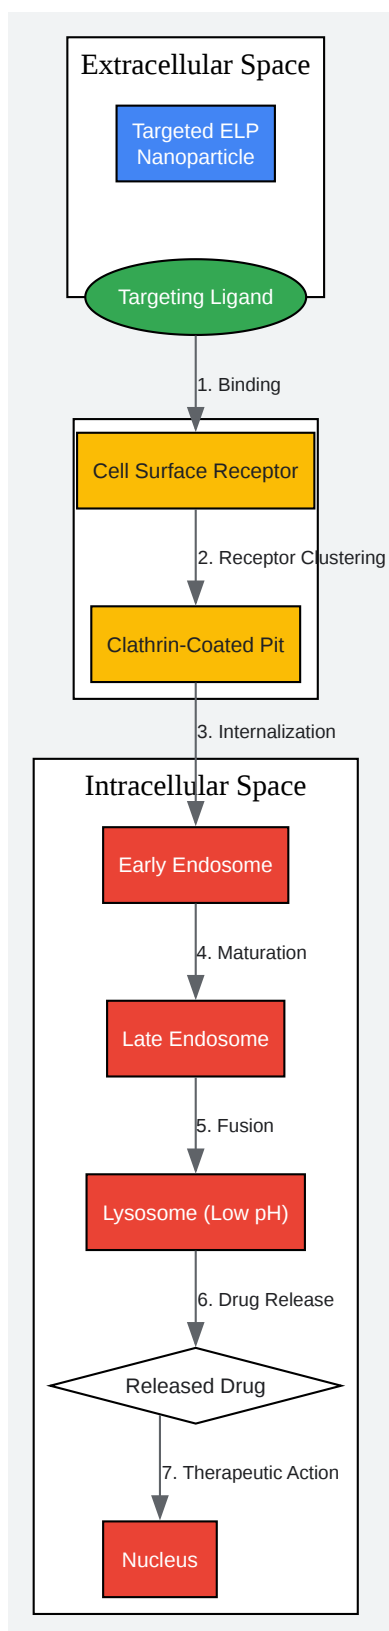 Extracellular Space
Targeted ELP
Nanoparticle
Targeting Ligand
1. Binding
Cell Surface Receptor
2. Receptor Clustering
Clathrin-Coated Pit
3. Internalization
Intracellular Space
Early Endosome
4. Maturation
Late Endosome
5. Fusion
Lysosome (Low pH)
6. Drug Release
Released Drug
7. Therapeutic Action
Nucleus